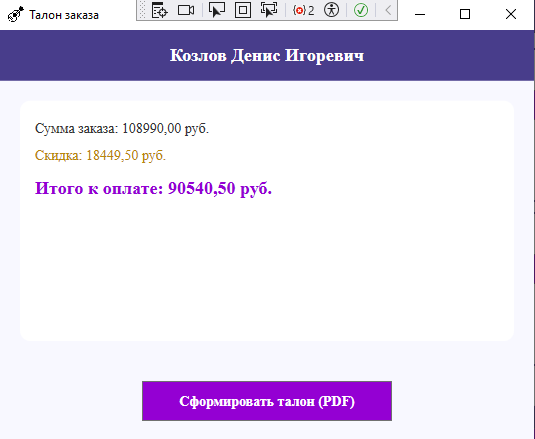 Талон заказа
2
Козлов Денис Игоревич
Сумма заказа: 108990,00 руб.
Скидка: 18449,50 руб.
Итого к оплате: 90540,50 руб.
Сформировать талон (PDF)